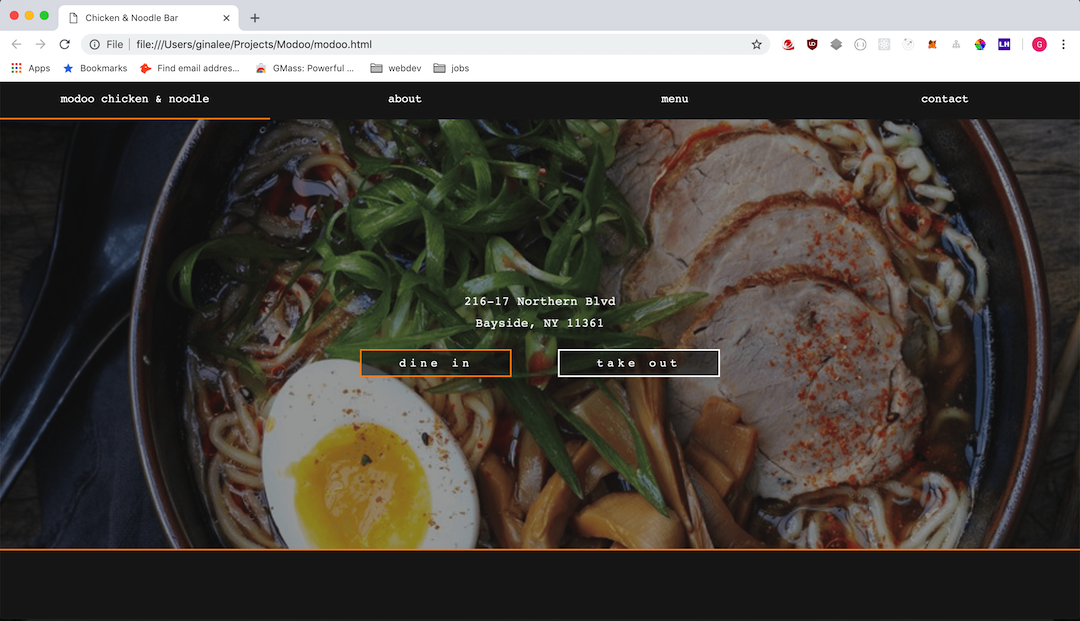 Chicken & Noodle Bar
File
file:///Users/ginalee/Projects/Modoo/modoo.html
UD
LH
G
Apps
Bookmarks
Find email addres...
GMass: Powerful ...
webdev
jobs
modoo chicken & noodle
about
menu
contact
216-17 Northern Blvd
Bayside, NY 11361
dine in
take out